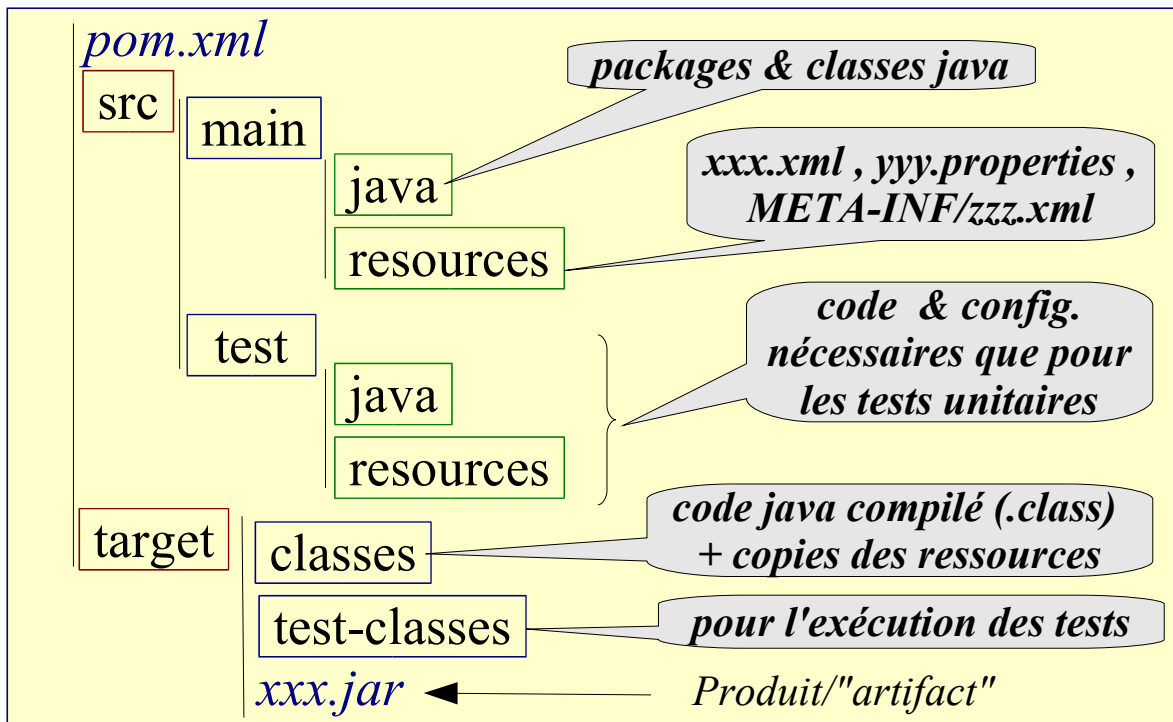 pom.xml
packages & classes java
src
main
xxx.xml , yyy.properties ,
META-INF/zzz.xml
java
resources
code & config.
nécessaires que pour
les tests unitaires
test
java
resources
code java compilé (.class)
+ copies des ressources
target
classes
test-classes
pour l'exécution des tests
xxx.jar
Produit/"artifact"